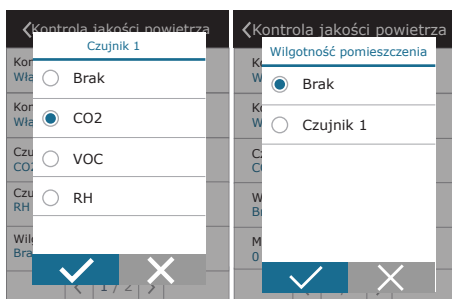 Kontrola jakości powietrza
Czujnik 1
Brak
CO2
VOC
RH
1 / 2
Kontrola jakości powietrza
Wilgotność pomieszczenia
Brak
Czujnik 1